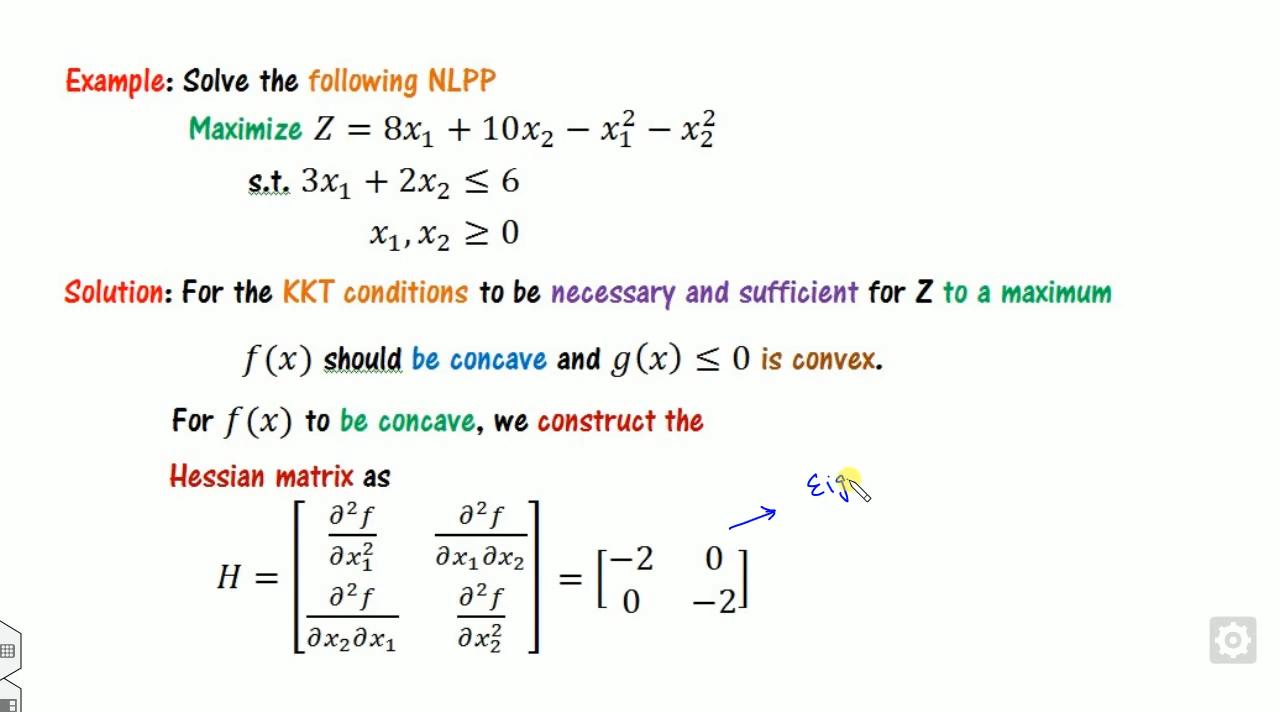 Example: Solve the following NLPP
Maximize Z = 8x₁ + 10x₂ − x₁² − x₂²
s.t. 3x₁ + 2x₂ ≤ 6
x₁, x₂ ≥ 0
Solution: For the KKT conditions to be necessary and sufficient for Z to a maximum
f(x) should be concave and g(x) ≤ 0 is convex.
For f(x) to be concave, we construct the
Hessian matrix as
Eig
H = [∂²f/∂x₁² ∂²f/∂x₁∂x₂; ∂²f/∂x₂∂x₁ ∂²f/∂x₂²] = [−2 0; 0 −2]